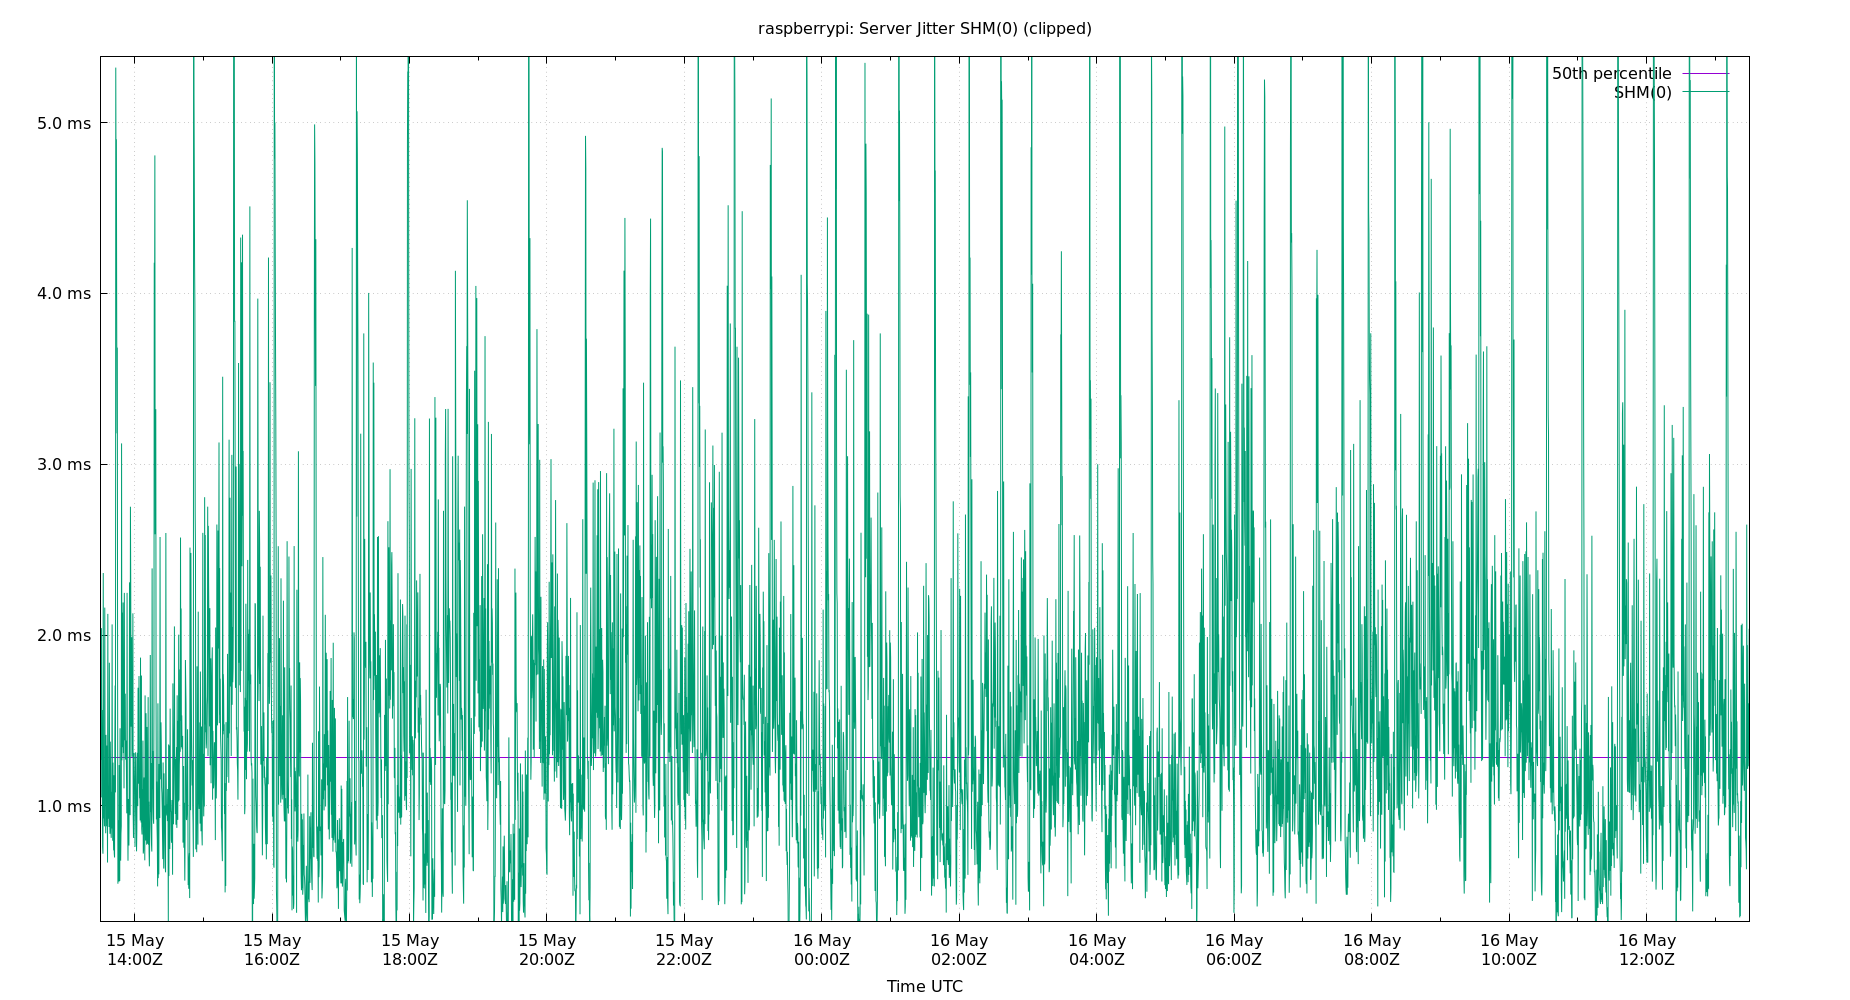 raspberrypi: Server Jitter SHM(0) (clipped)
50th percentile
SHM(0)
5.0 ms
4.0 ms
3.0 ms
2.0 ms
1.0 ms
15 May 15 May 15 May 15 May 15 May 16 May 16 May 16 May 16 May 16 May 16 May 16 May
14:00Z 16:00Z 18:00Z 20:00Z 22:00Z 00:00Z 02:00Z 04:00Z 06:00Z 08:00Z 10:00Z 12:00Z
Time UTC